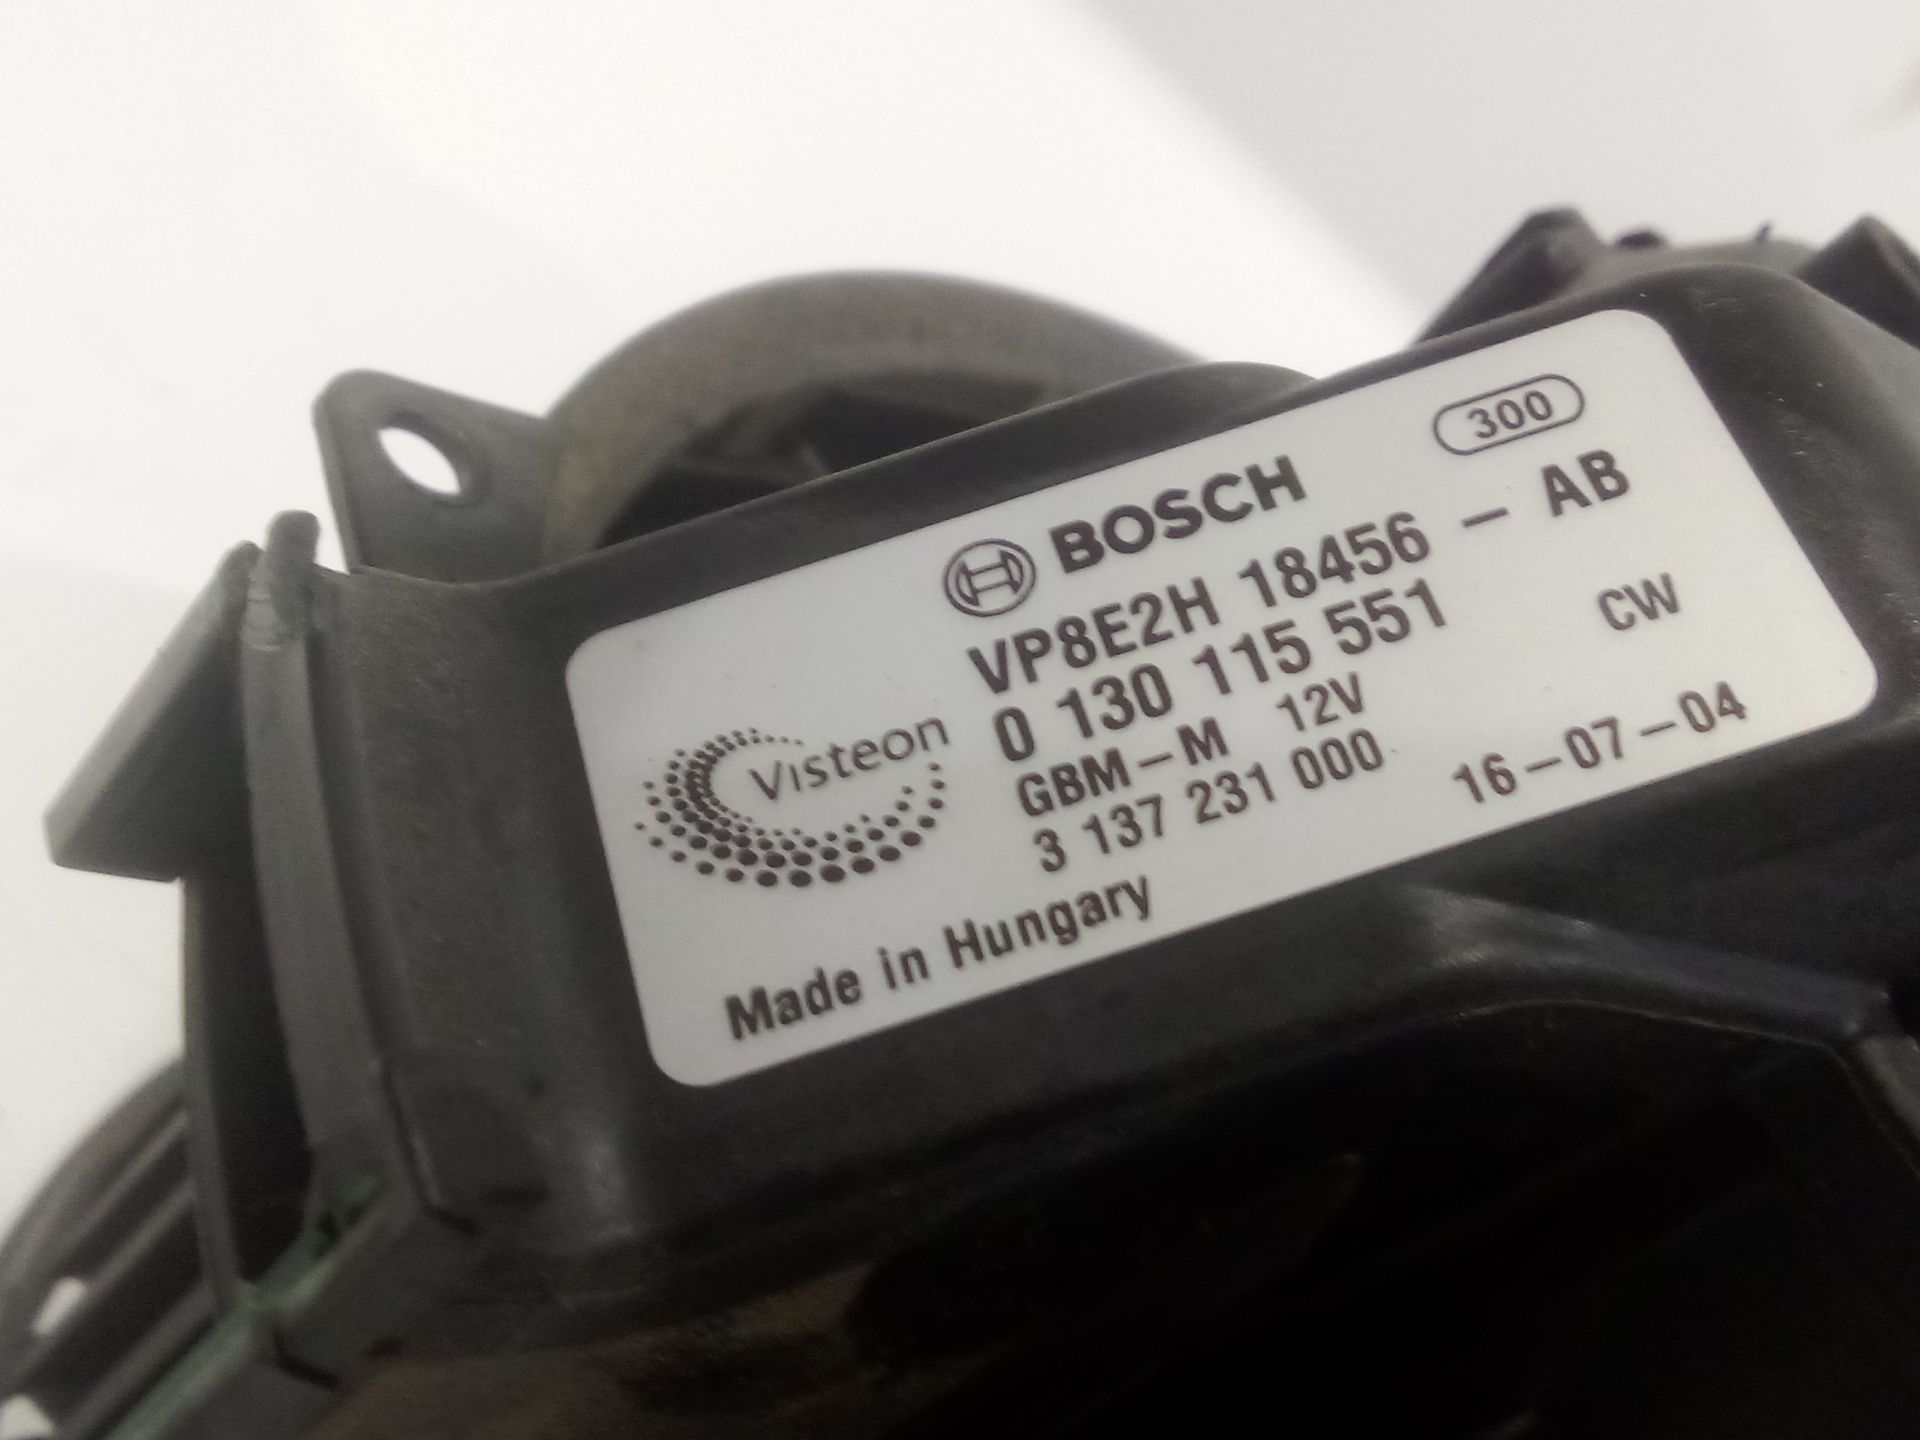 300
BOSCH
VP8E2H 18456 - AB
0 130 115 551 CW
GBM-M 12V
Visteon
3 137 231 000 16-07-04
Made in Hungary